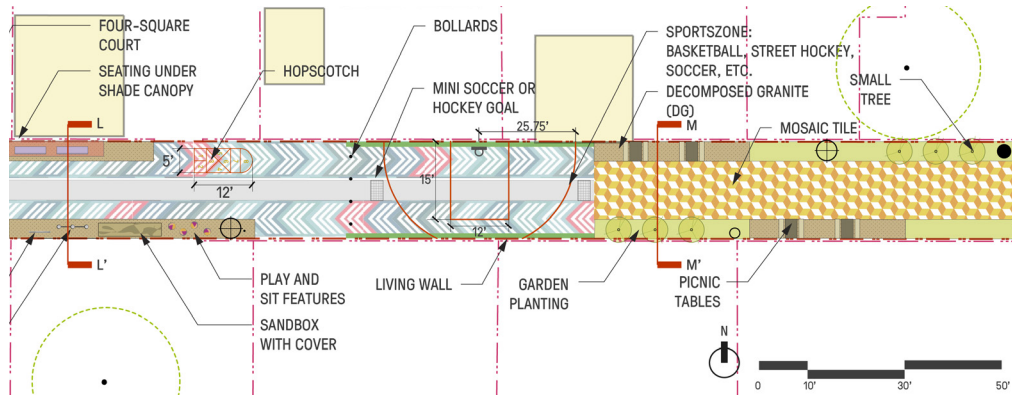 FOUR-SQUARE
COURT
SEATING UNDER
SHADE CANOPY
HOPSCOTCH
BOLLARDS
MINI SOCCER OR
HOCKEY GOAL
SPORTSZONE:
BASKETBALL, STREET HOCKEY,
SOCCER, ETC.
DECOMPOSED GRANITE
(DG)
SMALL
TREE
MOSAIC TILE
L
M
25.75'
5'
12'
15'
12'
L'
M'
PLAY AND
SIT FEATURES
SANDBOX
WITH COVER
LIVING WALL
GARDEN
PLANTING
PICNIC
TABLES
N
0 10' 30' 50'